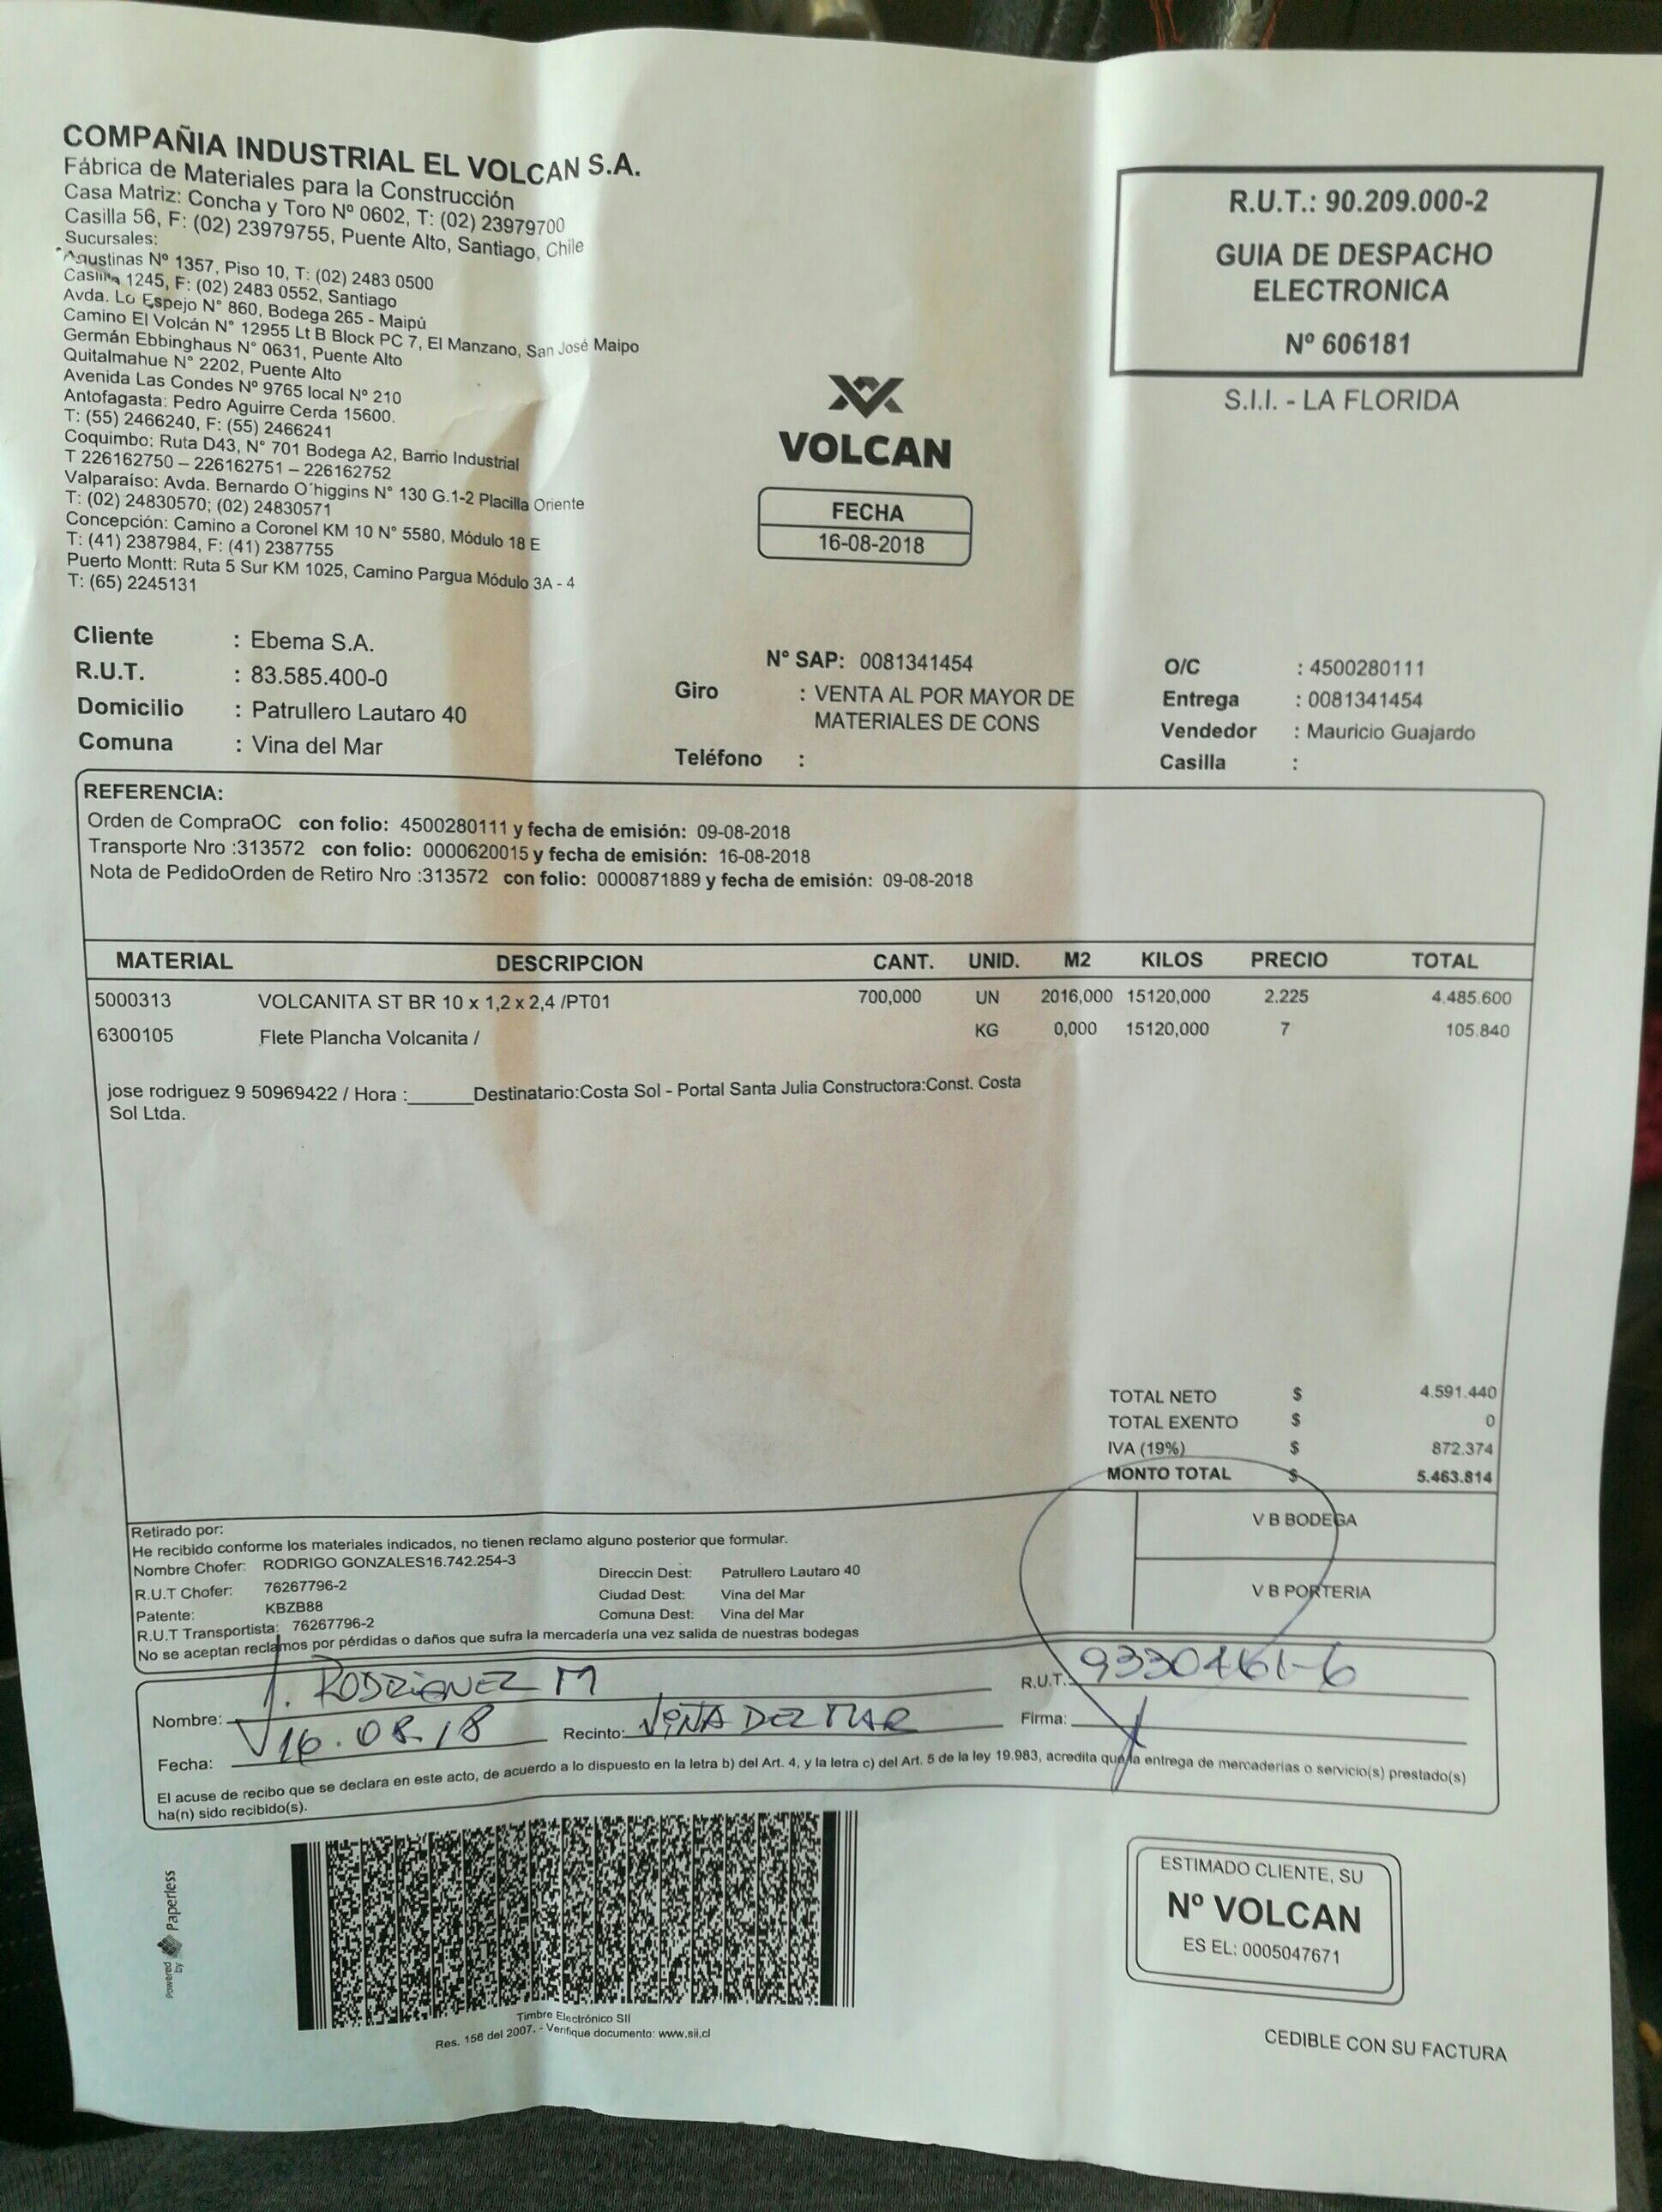 COMPAÑIA INDUSTRIAL EL VOLCAN S.A.
Fábrica de Materiales para la Construcción
Casa Matriz: Concha y Toro Nº 0602, T: (02) 23979700
Casilla 56, F: (02) 23979755, Puente Alto, Santiago, Chile
Sucursales:
Agustinas Nº 1357, Piso 10, T: (02) 2483 0500
Casilla 1245, F: (02) 2483 0552, Santiago
Avda. Lo Espejo N° 860, Bodega 265 - Maipú
Camino El Volcán N° 12955 Lt B Block PC 7, El Manzano, San José Maipo
Germán Ebbinghaus N° 0631, Puente Alto
Quitalmahue N° 2202, Puente Alto
Avenida Las Condes Nº 9765 local Nº 210
Antofagasta: Pedro Aguirre Cerda 15600.
T: (55) 2466240, F: (55) 2466241
Coquimbo: Ruta D43, N° 701 Bodega A2, Barrio Industrial
T 226162750 – 226162751 – 226162752
Valparaíso: Avda. Bernardo O´higgins N° 130 G.1-2 Placilla Oriente
T: (02) 24830570; (02) 24830571
Concepción: Camino a Coronel KM 10 N° 5580, Módulo 18 E
T: (41) 2387984, F: (41) 2387755
Puerto Montt: Ruta 5 Sur KM 1025, Camino Pargua Módulo 3A - 4
T: (65) 2245131
VOLCAN
FECHA
16-08-2018
R.U.T.: 90.209.000-2
GUIA DE DESPACHO
ELECTRONICA
Nº 606181
S.I.I. - LA FLORIDA
Cliente : Ebema S.A.
R.U.T. : 83.585.400-0
Domicilio : Patrullero Lautaro 40
Comuna : Vina del Mar
N° SAP: 0081341454
Giro : VENTA AL POR MAYOR DE
MATERIALES DE CONS
Teléfono :
O/C : 4500280111
Entrega : 0081341454
Vendedor : Mauricio Guajardo
Casilla :
REFERENCIA:
Orden de CompraOC con folio: 4500280111 y fecha de emisión: 09-08-2018
Transporte Nro :313572 con folio: 0000620015 y fecha de emisión: 16-08-2018
Nota de PedidoOrden de Retiro Nro :313572 con folio: 0000871889 y fecha de emisión: 09-08-2018
MATERIAL DESCRIPCION CANT. UNID. M2 KILOS PRECIO TOTAL
5000313 VOLCANITA ST BR 10 x 1,2 x 2,4 /PT01 700,000 UN 2016,000 15120,000 2.225 4.485.600
6300105 Flete Plancha Volcanita / KG 0,000 15120,000 7 105.840
jose rodriguez 9 50969422 / Hora :______Destinatario:Costa Sol - Portal Santa Julia Constructora:Const. Costa
Sol Ltda.
TOTAL NETO $ 4.591.440
TOTAL EXENTO $ 0
IVA (19%) $ 872.374
MONTO TOTAL $ 5.463.814
V B BODEGA
V B PORTERIA
Retirado por:
He recibido conforme los materiales indicados, no tienen reclamo alguno posterior que formular.
Nombre Chofer: RODRIGO GONZALES16.742.254-3
R.U.T Chofer: 76267796-2
Patente: KBZB88
R.U.T Transportista: 76267796-2
Direccin Dest: Patrullero Lautaro 40
Ciudad Dest: Vina del Mar
Comuna Dest: Vina del Mar
No se aceptan reclamos por pérdidas o daños que sufra la mercadería una vez salida de nuestras bodegas
Nombre: J. RODRIGUEZ M R.U.T. 9330461-6
Fecha: 16.08.18 Recinto: VIÑA DEL MAR Firma:
El acuse de recibo que se declara en este acto, de acuerdo a lo dispuesto en la letra b) del Art. 4, y la letra c) del Art. 5 de la ley 19.983, acredita que la entrega de mercaderías o servicio(s) prestado(s)
ha(n) sido recibido(s).
Powered by Paperless
Timbre Electrónico SII
Res. 156 del 2007. - Verifique documento: www.sii.cl
ESTIMADO CLIENTE, SU
Nº VOLCAN
ES EL: 0005047671
CEDIBLE CON SU FACTURA